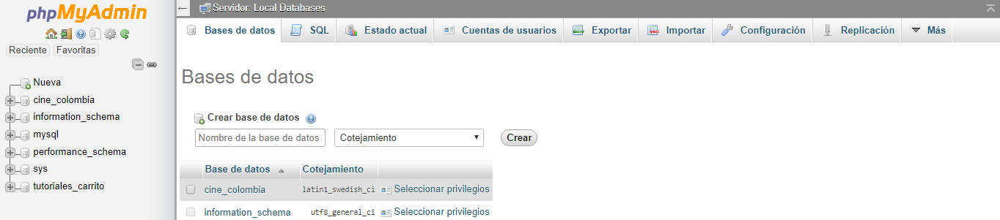 phpMyAdmin
Reciente Favoritas
Nueva
cine_colombia
information_schema
mysql
performance_schema
sys
tutoriales_carrito
← Servidor: Local Databases
Bases de datos SQL Estado actual Cuentas de usuarios Exportar Importar Configuración Replicación Más
Bases de datos
Crear base de datos
Nombre de la base de datos Cotejamiento Crear
Base de datos Cotejamiento
cine_colombia latin1_swedish_ci Seleccionar privilegios
information_schema utf8_general_ci Seleccionar privilegios